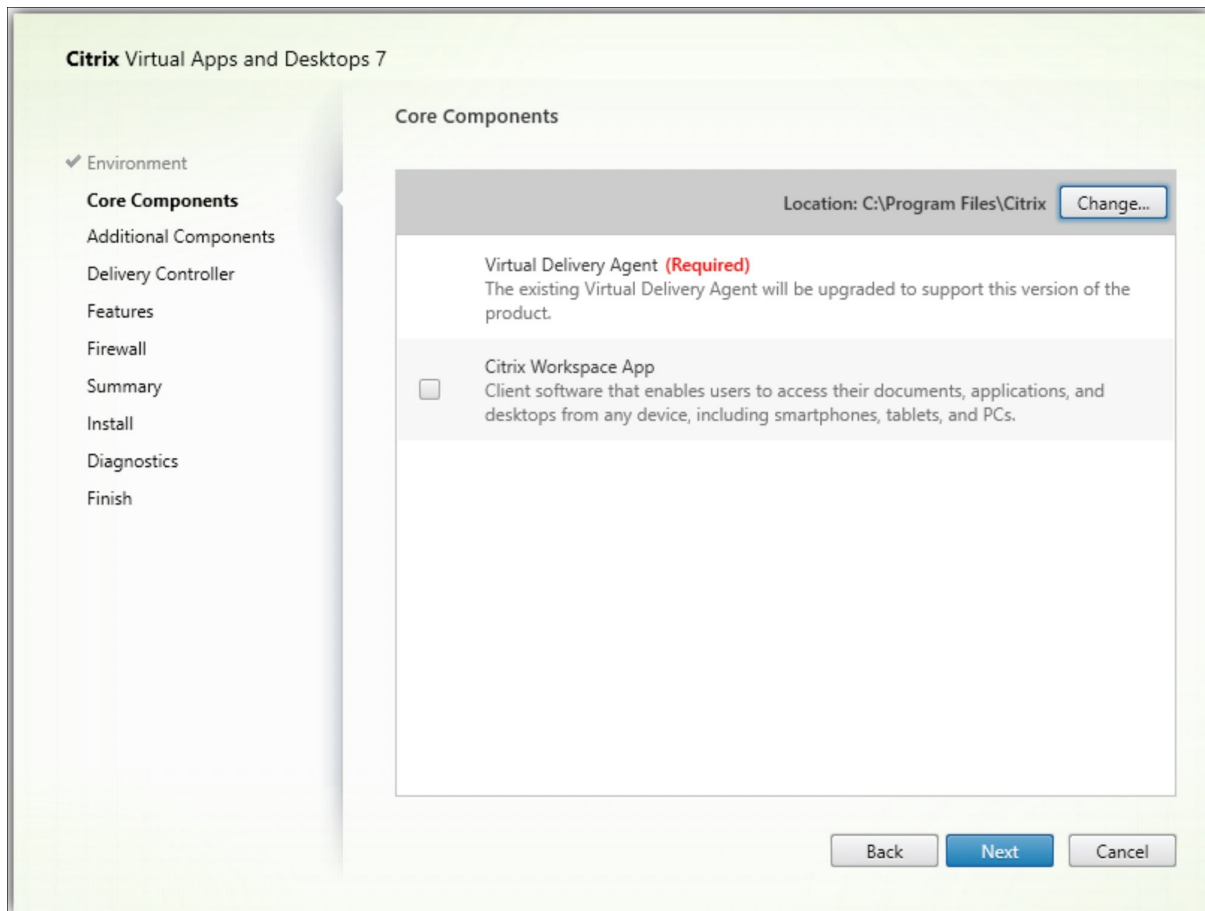 Citrix Virtual Apps and Desktops 7
Environment
Core Components
Additional Components
Delivery Controller
Features
Firewall
Summary
Install
Diagnostics
Finish
Core Components
Location: C:\Program Files\Citrix
Change...
Virtual Delivery Agent (Required)
The existing Virtual Delivery Agent will be upgraded to support this version of the
product.
Citrix Workspace App
Client software that enables users to access their documents, applications, and
desktops from any device, including smartphones, tablets, and PCs.
Back
Next
Cancel